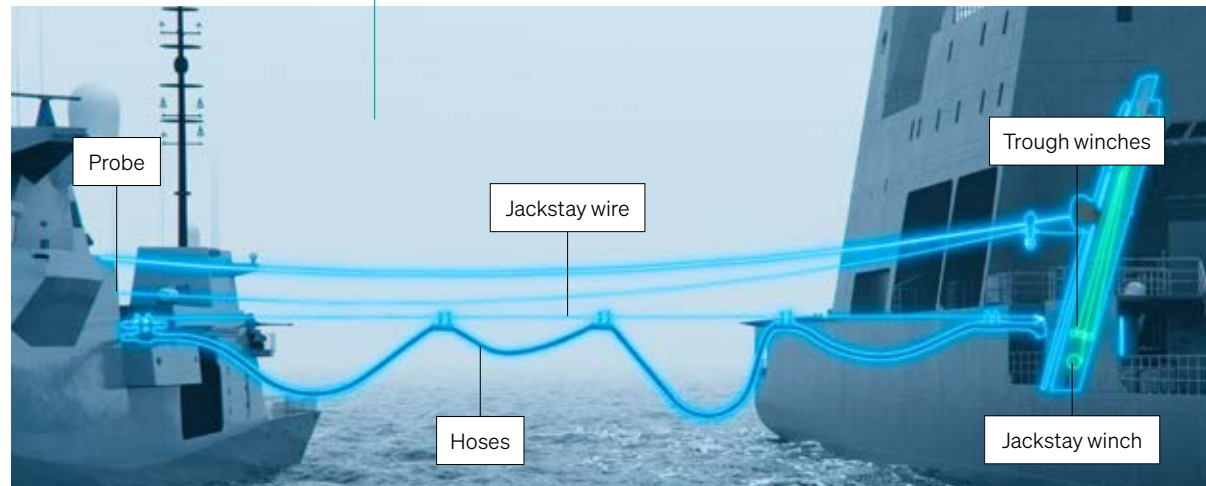 Probe
Jackstay wire
Trough winches
Hoses
Jackstay winch